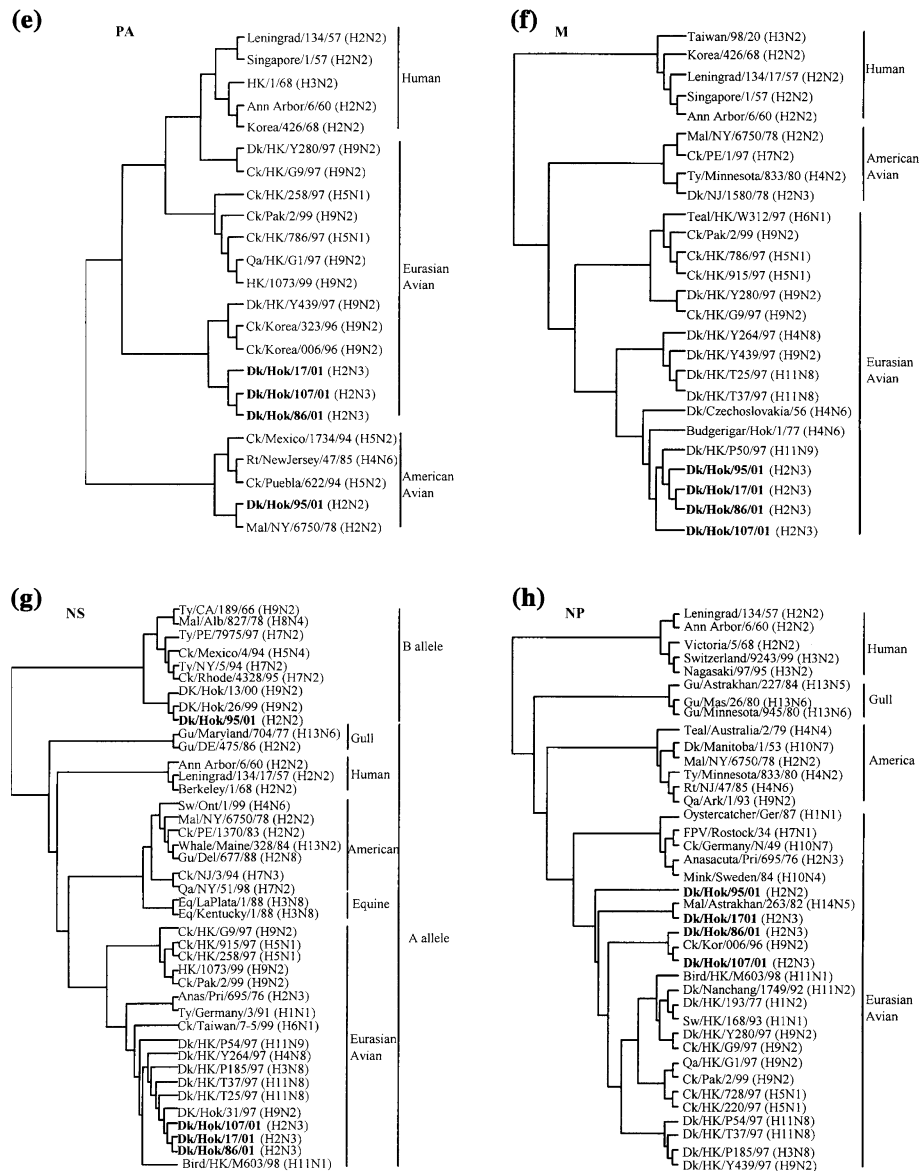 (e)
PA
Leningrad/134/57 (H2N2)
Singapore/1/57 (H2N2)
HK/1/68 (H3N2)
Ann Arbor/6/60 (H2N2)
Korea/426/68 (H2N2)
Human
Dk/HK/Y280/97 (H9N2)
Ck/HK/G9/97 (H9N2)
Ck/HK/258/97 (H5N1)
Ck/Pak/2/99 (H9N2)
Ck/HK/786/97 (H5N1)
Qa/HK/G1/97 (H9N2)
HK/1073/99 (H9N2)
Dk/HK/Y439/97 (H9N2)
Ck/Korea/323/96 (H9N2)
Ck/Korea/006/96 (H9N2)
Dk/Hok/17/01 (H2N3)
Dk/Hok/107/01 (H2N3)
Dk/Hok/86/01 (H2N3)
Eurasian
Avian
Ck/Mexico/1734/94 (H5N2)
Rt/NewJersey/47/85 (H4N6)
Ck/Puebla/622/94 (H5N2)
Dk/Hok/95/01 (H2N2)
Mal/NY/6750/78 (H2N2)
American
Avian
(f)
M
Taiwan/98/20 (H3N2)
Korea/426/68 (H2N2)
Leningrad/134/17/57 (H2N2)
Singapore/1/57 (H2N2)
Ann Arbor/6/60 (H2N2)
Human
Mal/NY/6750/78 (H2N2)
Ck/PE/1/97 (H7N2)
Ty/Minnesota/833/80 (H4N2)
Dk/NJ/1580/78 (H2N3)
American
Avian
Teal/HK/W312/97 (H6N1)
Ck/Pak/2/99 (H9N2)
Ck/HK/786/97 (H5N1)
Ck/HK/915/97 (H5N1)
Dk/HK/Y280/97 (H9N2)
Ck/HK/G9/97 (H9N2)
Dk/HK/Y264/97 (H4N8)
Dk/HK/Y439/97 (H9N2)
Dk/HK/T25/97 (H11N8)
Dk/HK/T37/97 (H11N8)
Dk/Czechoslovakia/56 (H4N6)
Budgerigar/Hok/1/77 (H4N6)
Dk/HK/P50/97 (H11N9)
Dk/Hok/95/01 (H2N3)
Dk/Hok/17/01 (H2N3)
Dk/Hok/86/01 (H2N3)
Dk/Hok/107/01 (H2N3)
Eurasian
Avian
(g)
NS
Ty/CA/189/66 (H9N2)
Mal/Alb/827/78 (H8N4)
Ty/PE/7975/97 (H7N2)
Ck/Mexico/4/94 (H5N4)
Ty/NY/5/94 (H7N2)
Ck/Rhode/4328/95 (H7N2)
DK/Hok/13/00 (H9N2)
DK/Hok/26/99 (H9N2)
Dk/Hok/95/01 (H2N2)
B allele
Gu/Maryland/704/77 (H13N6)
Gu/DE/475/86 (H2N2)
Gull
Ann Arbor/6/60 (H2N2)
Leningrad/134/17/57 (H2N2)
Berkeley/1/68 (H2N2)
Human
Sw/Ont/1/99 (H4N6)
Mal/NY/6750/78 (H2N2)
Ck/PE/1370/83 (H2N2)
Whale/Maine/328/84 (H13N2)
Gu/Del/677/88 (H2N8)
Ck/NJ/3/94 (H7N3)
Qa/NY/51/98 (H7N2)
American
Eq/LaPlata/1/88 (H3N8)
Eq/Kentucky/1/88 (H3N8)
Equine
Ck/HK/G9/97 (H9N2)
Ck/HK/915/97 (H5N1)
Ck/HK/258/97 (H5N1)
HK/1073/99 (H9N2)
Ck/Pak/2/99 (H9N2)
Anas/Pri/695/76 (H2N3)
Ty/Germany/3/91 (H1N1)
Ck/Taiwan/7-5/99 (H6N1)
Dk/HK/P54/97 (H11N9)
Dk/HK/Y264/97 (H4N8)
Dk/HK/P185/97 (H3N8)
Dk/HK/T37/97 (H11N8)
Dk/HK/T25/97 (H11N8)
DK/Hok/31/97 (H9N2)
Dk/Hok/107/01 (H2N3)
Dk/Hok/17/01 (H2N3)
Dk/Hok/86/01 (H2N3)
Bird/HK/M603/98 (H11N1)
Eurasian
Avian
A allele
(h)
NP
Leningrad/134/57 (H2N2)
Ann Arbor/6/60 (H2N2)
Victoria/5/68 (H2N2)
Switzerland/9243/99 (H3N2)
Nagasaki/97/95 (H3N2)
Human
Gu/Astrakhan/227/84 (H13N5)
Gu/Mas/26/80 (H13N6)
Gu/Minnesota/945/80 (H13N6)
Gull
Teal/Australia/2/79 (H4N4)
Dk/Manitoba/1/53 (H10N7)
Mal/NY/6750/78 (H2N2)
Ty/Minnesota/833/80 (H4N2)
Rt/NJ/47/85 (H4N6)
Qa/Ark/1/93 (H9N2)
America
Oystercatcher/Ger/87 (H1N1)
FPV/Rostock/34 (H7N1)
Ck/Germany/N/49 (H10N7)
Anasacuta/Pri/695/76 (H2N3)
Mink/Sweden/84 (H10N4)
Dk/Hok/95/01 (H2N2)
Mal/Astrakhan/263/82 (H14N5)
Dk/Hok/1701 (H2N3)
Dk/Hok/86/01 (H2N3)
Ck/Kor/006/96 (H9N2)
Dk/Hok/107/01 (H2N3)
Bird/HK/M603/98 (H11N1)
Dk/Nanchang/1749/92 (H11N2)
Dk/HK/193/77 (H1N2)
Sw/HK/168/93 (H1N1)
Dk/HK/Y280/97 (H9N2)
Ck/HK/G9/97 (H9N2)
Qa/HK/G1/97 (H9N2)
Ck/Pak/2/99 (H9N2)
Ck/HK/728/97 (H5N1)
Ck/HK/220/97 (H5N1)
Dk/HK/P54/97 (H11N8)
Dk/HK/T37/97 (H11N8)
Dk/HK/P185/97 (H3N8)
Dk/HK/Y439/97 (H9N2)
Eurasian
Avian